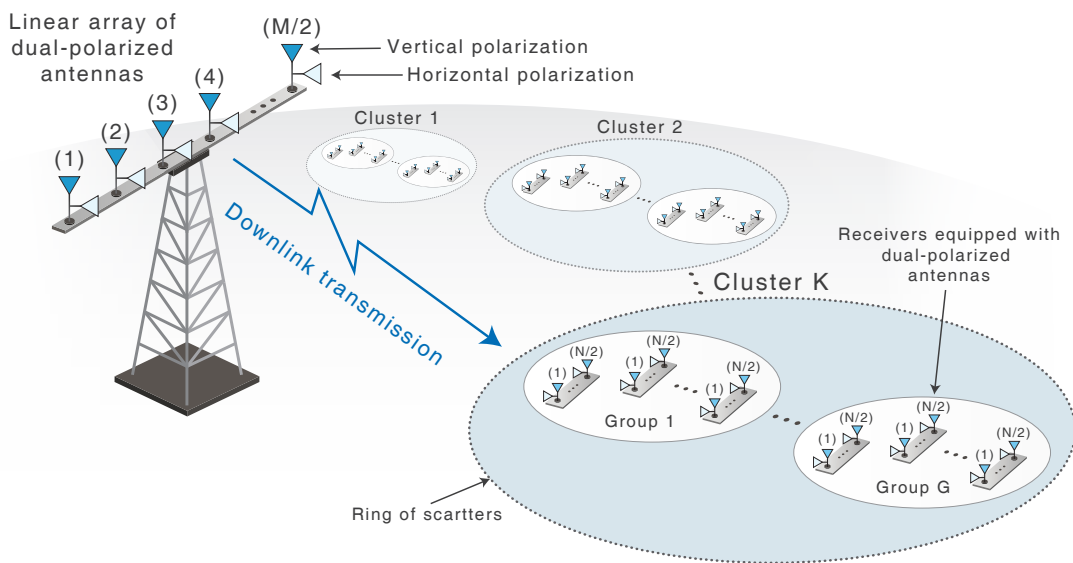 Linear array of
dual-polarized
antennas
(M/2)
Vertical polarization
Horizontal polarization
(4)
(3)
(2)
(1)
Cluster 1
Cluster 2
Downlink transmission
Receivers equipped with
dual-polarized
antennas
Cluster K
(N/2)
(N/2)
(N/2)
(1)
(1)
(1)
Group 1
(N/2)
(N/2)
(N/2)
(1)
(1)
(1)
Group G
Ring of scartters